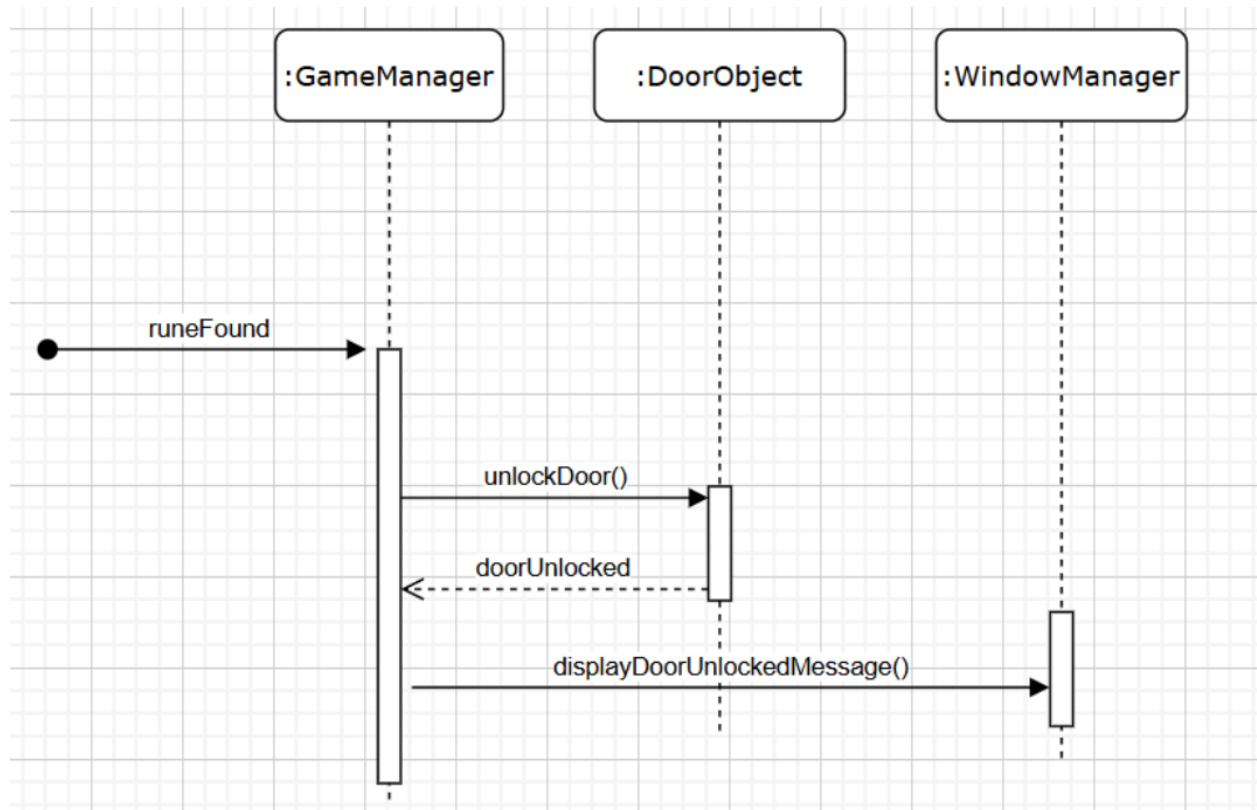 :GameManager
:DoorObject
:WindowManager
runeFound
unlockDoor()
doorUnlocked
displayDoorUnlockedMessage()